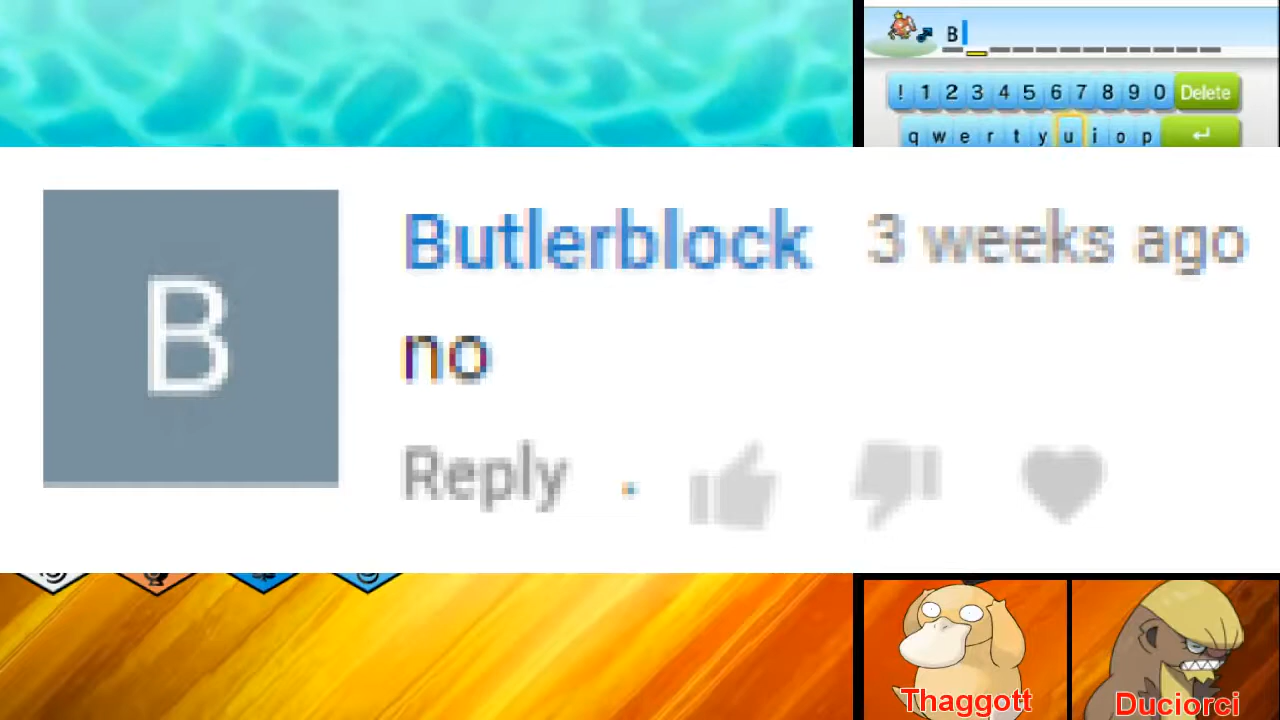 B
! 1 2 3 4 5 6 7 8 9 0 Delete
q w e r t y u i o p
B
Butlerblock 3 weeks ago
no
Reply
Thaggott
Duciorci